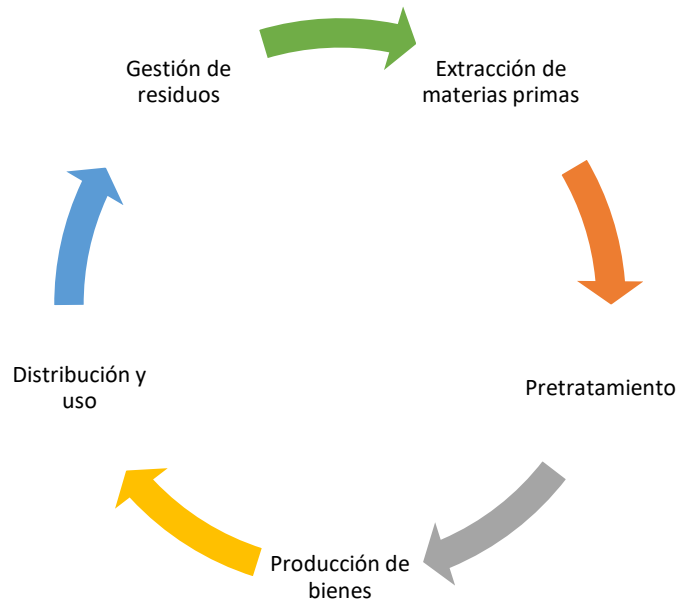 Gestión de
residuos
Extracción de
materias primas
Distribución y
uso
Pretratamiento
Producción de
bienes